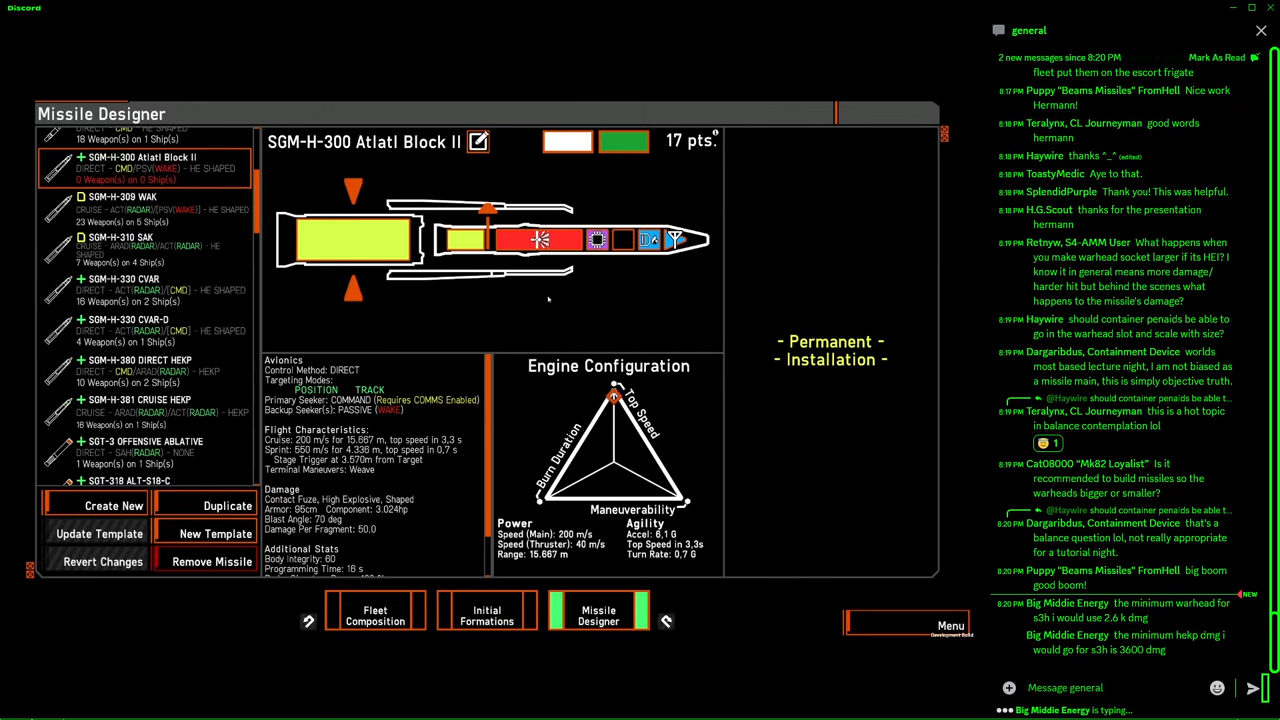 Discord
Missile Designer
18 Weapon(s) on 1 Ship(s)
SGM-H-300 Atlatl Block II
DIRECT - CMD/PSV(WAKE) - HE SHAPED
0 Weapon(s) on 0 Ship(s)
SGM-H-309 WAK
CRUISE - ACT(RADAR)/[PSV(WAKE)] - HE SHAPED
23 Weapon(s) on 5 Ship(s)
SGM-H-310 SAK
CRUISE - ARAD(RADAR)/ACT(RADAR) - HE
SHAPED
7 Weapon(s) on 4 Ship(s)
SGM-H-330 CVAR
DIRECT - ACT(RADAR)/[CMD] - HE SHAPED
16 Weapon(s) on 2 Ship(s)
SGM-H-330 CVAR-D
DIRECT - ACT(RADAR)/[CMD] - HE SHAPED
4 Weapon(s) on 1 Ship(s)
SGM-H-380 DIRECT HEKP
DIRECT - CMD/ARAD(RADAR) - HEKP
10 Weapon(s) on 2 Ship(s)
SGM-H-381 CRUISE HEKP
CRUISE - ARAD(RADAR)/ACT(RADAR) - HEKP
18 Weapon(s) on 1 Ship(s)
SGT-3 OFFENSIVE ABLATIVE
DIRECT - SAH(RADAR) - NONE
1 Weapon(s) on 1 Ship(s)
SGT-318 ALT-S18-C
Create New
Duplicate
Update Template
New Template
Revert Changes
Remove Missile
SGM-H-300 Atlatl Block II
17 pts.
Avionics
Control Method: DIRECT
Targeting Modes:
POSITION TRACK
Primary Seeker: COMMAND (Requires COMMS Enabled)
Backup Seeker(s): PASSIVE (WAKE)
Flight Characteristics:
Cruise: 200 m/s for 15.667 m, top speed in 3,3 s
Sprint: 550 m/s for 4.336 m, top speed in 0,7 s
Stage Trigger at 3.570m from Target
Terminal Maneuvers: Weave
Damage
Contact Fuze, High Explosive, Shaped
Armor: 95cm Component: 3.024hp
Blast Angle: 70 deg
Damage Per Fragment: 50,0
Additional Stats
Body Integrity: 60
Programming Time: 18 s
Engine Configuration
Top Speed
Burn Duration
Maneuverability
Power
Speed (Main): 200 m/s
Speed (Thruster): 40 m/s
Range: 15.667 m
Agility
Accel: 6,1 G
Top Speed in 3,3s
Turn Rate: 0,7 G
- Permanent -
- Installation -
Fleet
Composition
Initial
Formations
Missile
Designer
Menu
Development Build
general
2 new messages since 8:20 PM
Mark As Read
fleet put them on the escort frigate
8:17 PM Puppy "Beams Missiles" FromHell Nice work
Hermann!
8:18 PM Teralynx, CL Journeyman good words
hermann
8:18 PM Haywire thanks ^_^ (edited)
8:18 PM ToastyMedic Aye to that.
8:18 PM SplendidPurple Thank you! This was helpful.
8:18 PM H.G.Scout thanks for the presentation
hermann
8:19 PM Retnyw, S4-AMM User What happens when
you make warhead socket larger if its HEI? I
know it in general means more damage/
harder hit but behind the scenes what
happens to the missile's damage?
8:19 PM Haywire should container penaids be able to
go in the warhead slot and scale with size?
8:19 PM Dargaribdus, Containment Device worlds
most based lecture night, I am not biased as
a missile main, this is simply objective truth.
@Haywire should container penaids be able t...
8:19 PM Teralynx, CL Journeyman this is a hot topic
in balance contemplation lol
😇 1
8:19 PM Cat08000 "Mk82 Loyalist" Is it
recommended to build missiles so the
warheads bigger or smaller?
@Haywire should container penaids be able t...
8:20 PM Dargaribdus, Containment Device that's a
balance question lol, not really appropriate
for a tutorial night.
8:20 PM Puppy "Beams Missiles" FromHell big boom
good boom!
NEW
8:20 PM Big Middie Energy the minimum warhead for
s3h i would use 2.6 k dmg
Big Middie Energy the minimum hekp dmg i
would go for s3h is 3600 dmg
Message general
Big Middie Energy is typing...